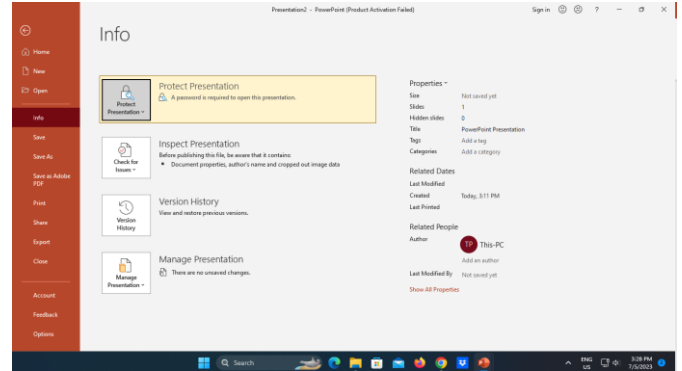 Presentation2 - PowerPoint (Product Activation Failed)
Sign in
?
Info
Home
New
Open
Info
Save
Save As
Save as Adobe
PDF
Print
Share
Export
Close
Account
Feedback
Options
Protect
Presentation
Protect Presentation
A password is required to open this presentation.
Check for
Issues
Inspect Presentation
Before publishing this file, be aware that it contains:
Document properties, author's name and cropped out image data
Version
History
Version History
View and restore previous versions.
Manage
Presentation
Manage Presentation
There are no unsaved changes.
Properties
Size Not saved yet
Slides 1
Hidden slides 0
Title PowerPoint Presentation
Tags Add a tag
Categories Add a category
Related Dates
Last Modified
Created Today, 3:11 PM
Last Printed
Related People
Author TP This-PC
Add an author
Last Modified By Not saved yet
Show All Properties
Search
ENG
US
3:28 PM
7/5/2023